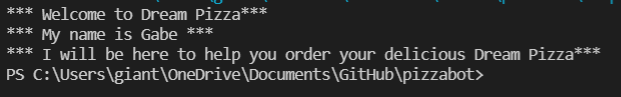 *** Welcome to Dream Pizza***
*** My name is Gabe ***
*** I will be here to help you order your delicious Dream Pizza***
PS C:\Users\giant\OneDrive\Documents\GitHub\pizzabot>